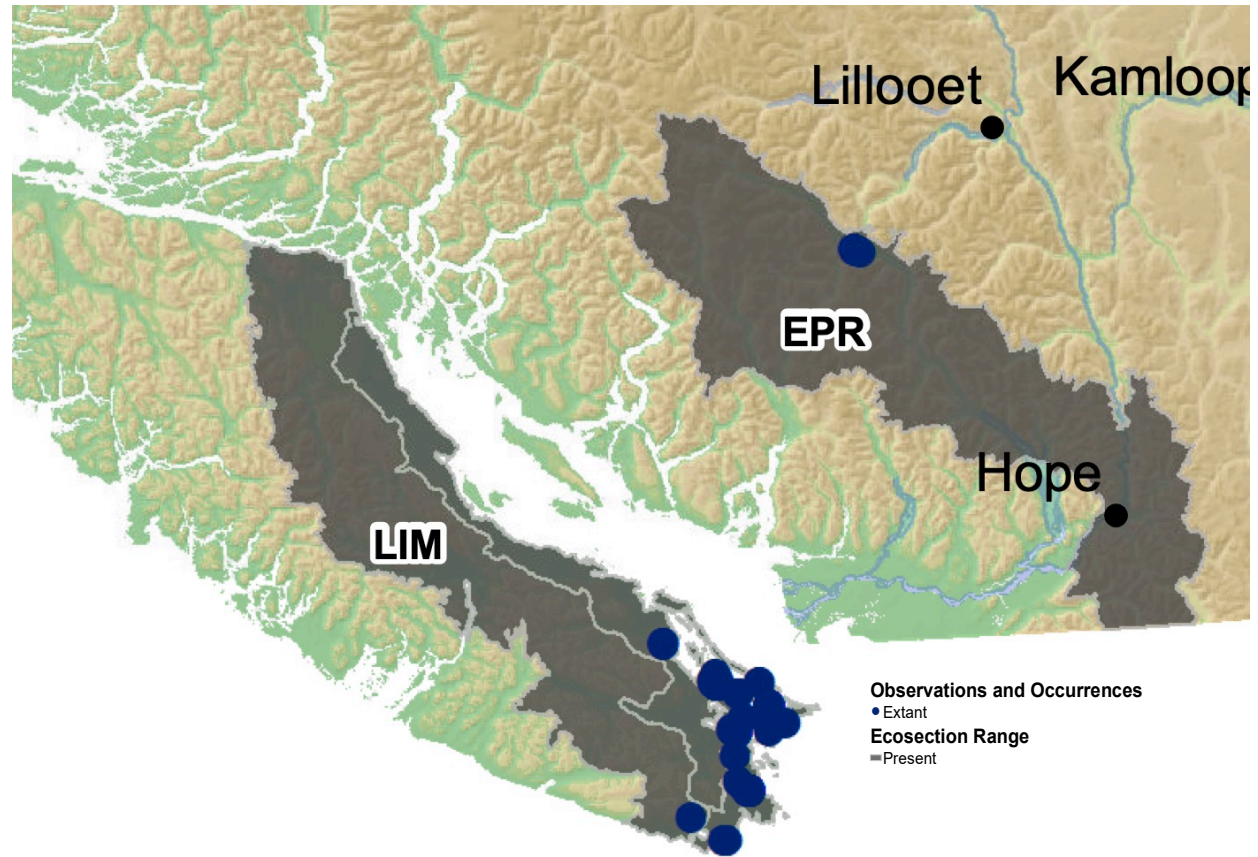 Lillooet
Kamloop
EPR
Hope
LIM
Observations and Occurrences
Extant
Ecosection Range
Present